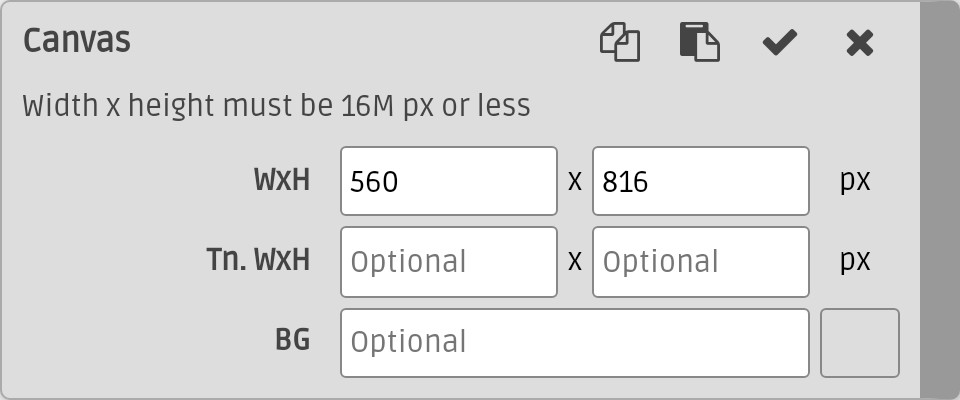 Canvas
Width x height must be 16M px or less
WxH 560 x 816 px
Tn. WxH Optional x Optional px
BG Optional